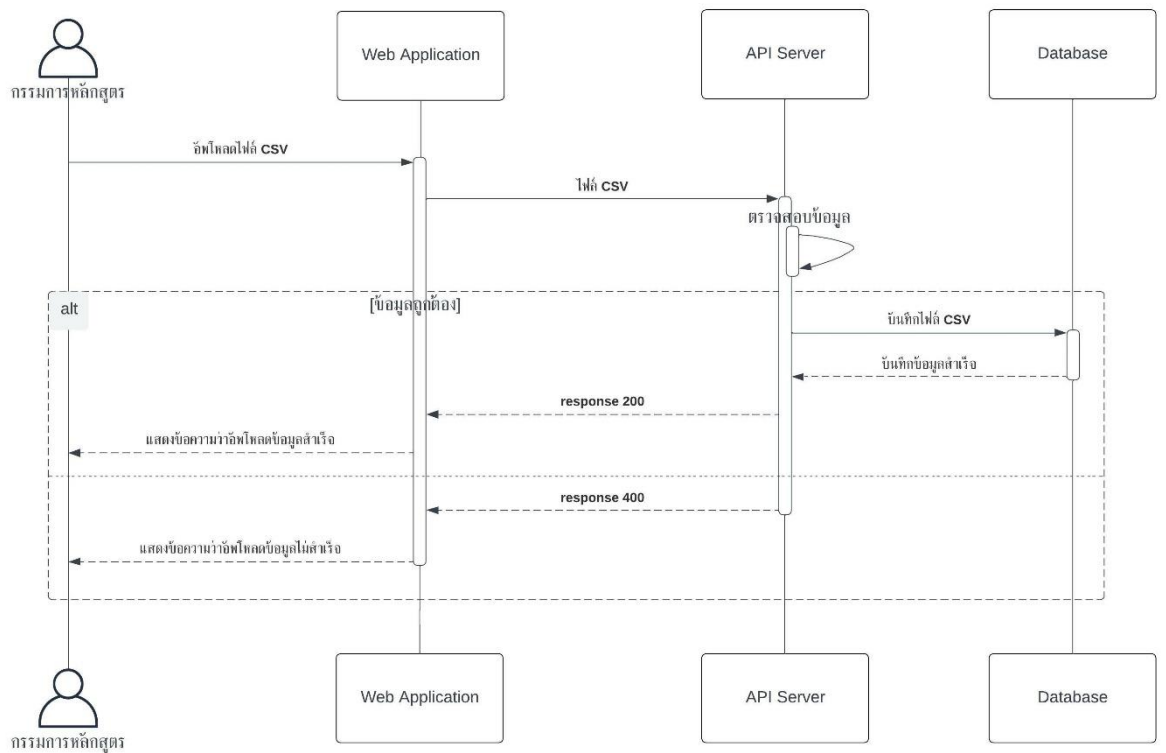 Web Application
API Server
Database
กรรมการหลักสูตร
อัพโหลดไฟล์ CSV
ไฟล์ CSV
ตรวจสอบข้อมูล
alt
[ข้อมูลถูกต้อง]
บันทึกไฟล์ CSV
บันทึกข้อมูลสำเร็จ
response 200
แสดงข้อความว่าอัพโหลดข้อมูลสำเร็จ
response 400
แสดงข้อความว่าอัพโหลดข้อมูลไม่สำเร็จ
Web Application
API Server
Database
กรรมการหลักสูตร